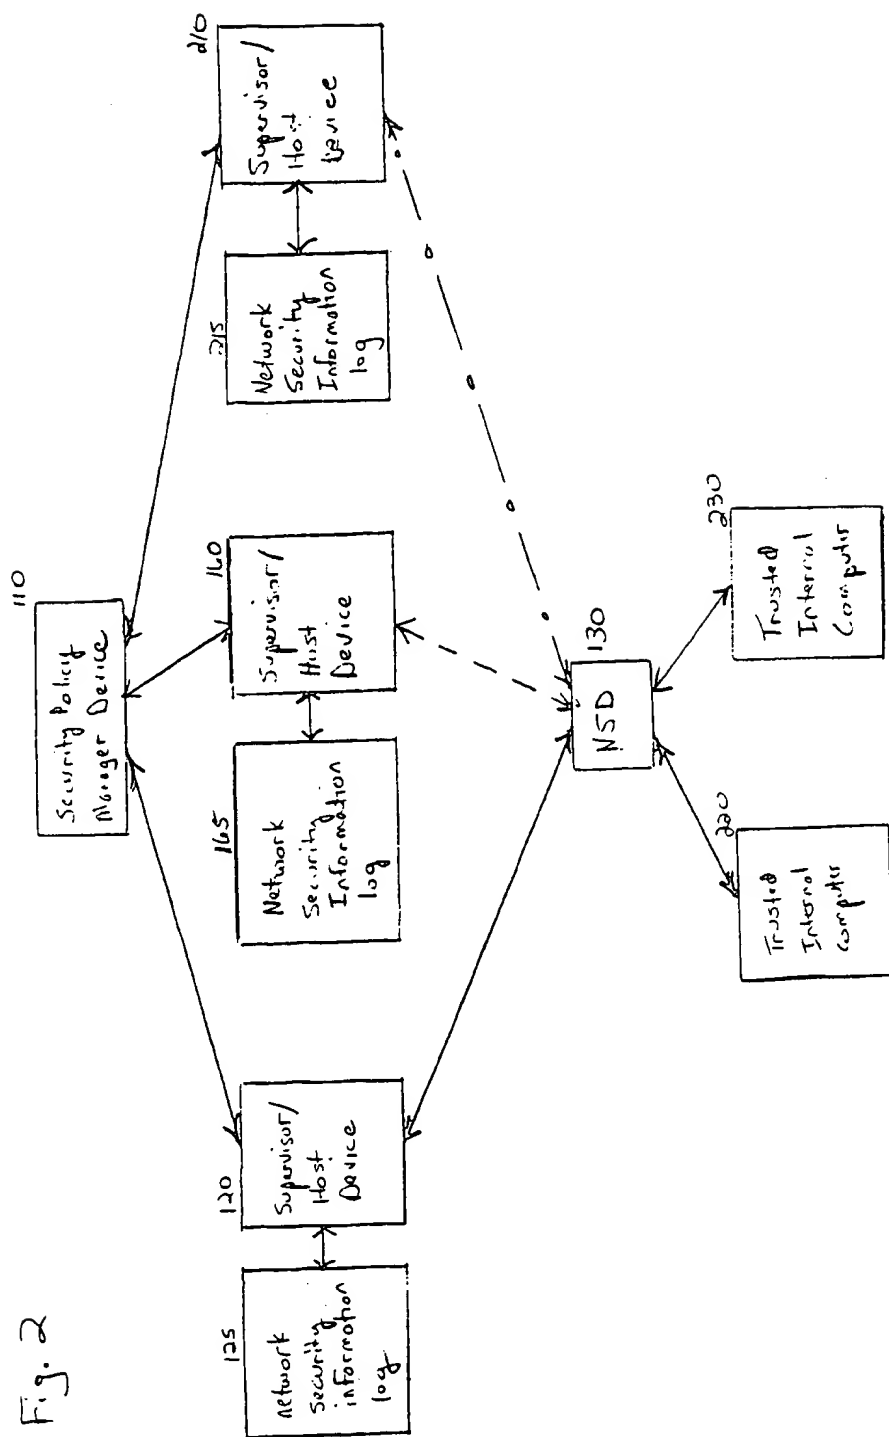 Fig. 2
110
Security Policy
Manager Device
125
network
Security
information
log
120
Supervisor/
Host
Device
165
Network
Security
Information
log
160
Supervisor/
Host
Device
215
Network
Security
Information
log
210
Supervisor/
Host
Device
NSD
130
220
Trusted
Internal
Computer
230
Trusted
Internal
Computer